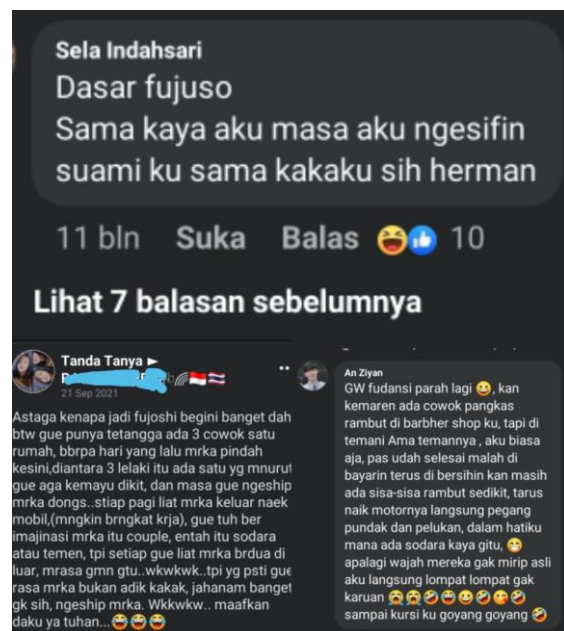 Sela Indahsari
Dasar fujuso
Sama kaya aku masa aku ngesifin
suami ku sama kakaku sih herman
11 bln Suka Balas 10
Lihat 7 balasan sebelumnya
Tanda Tanya ►
21 Sep 2021
Astaga kenapa jadi fujoshi begini banget dah
btw gue punya tetangga ada 3 cowok satu
rumah, bbrpa hari yang lalu mrka pindah
kesini,diantara 3 lelaki itu ada satu yg mnurut
gue aga kemayu dikit, dan masa gue ngeship
mrka dongs..stiap pagi liat mrka keluar naek
mobil,(mngkin brngkat krja), gue tuh ber
imajinasi mrka itu couple, entah itu sodara
atau temen, tpi setiap gue liat mrka brdua di
luar, mrasa gmn gtu..wkwkwk..tpi yg psti gue
rasa mrka bukan adik kakak, jahanam banget
gk sih, ngeship mrka. Wkkwkw.. maafkan
daku ya tuhan...😂😂😂
An Ziyan
GW fudansi parah lagi 😀, kan
kemaren ada cowok pangkas
rambut di barbher shop ku, tapi di
temani Ama temannya , aku biasa
aja, pas udah selesai malah di
bayarin terus di bersihin kan masih
ada sisa-sisa rambut sedikit, tarus
naik motornya langsung pegang
pundak dan pelukan, dalam hatiku
mana ada sodara kaya gitu, 😁
apalagi wajah mereka gak mirip asli
aku langsung lompat lompat gak
karuan 😭😭🤣😂🤣😂🤣
sampai kursi ku goyang goyang 🤣